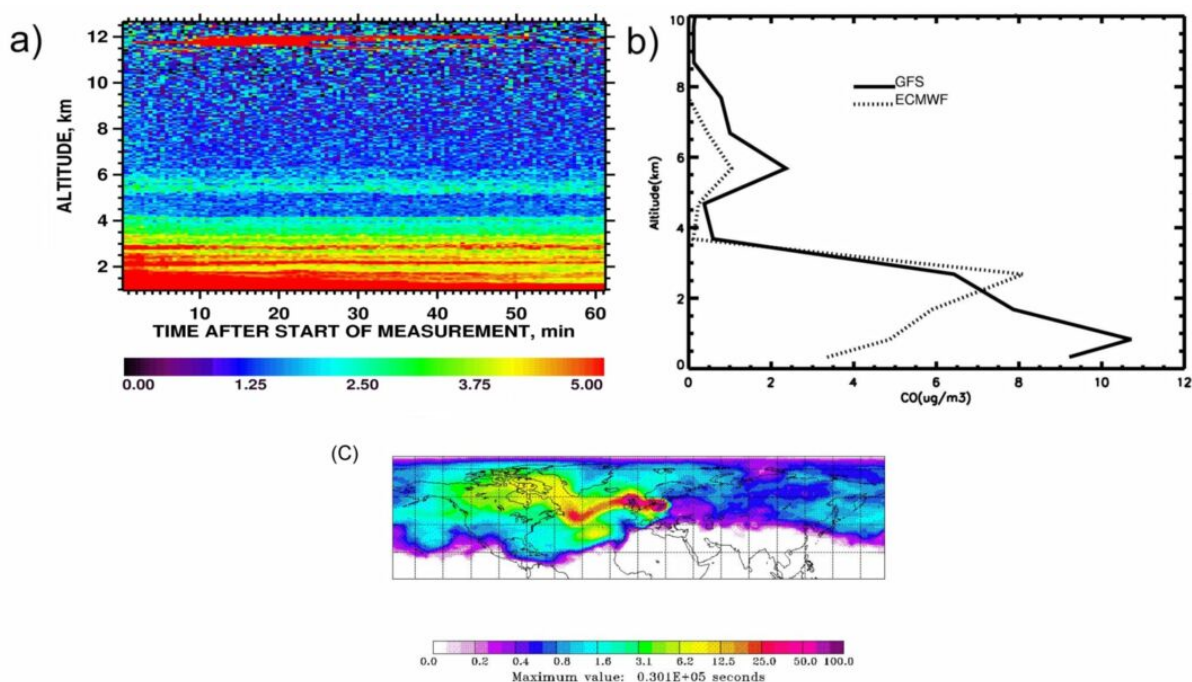 a)
12
10
8
6
4
2
ALTITUDE, km
10 20 30 40 50 60
TIME AFTER START OF MEASUREMENT, min
0.00 1.25 2.50 3.75 5.00
b)
10
8
6
4
2
0
Altitude(km)
GFS
ECMWF
0 2 4 6 8 10 12
CO(ug/m3)
(C)
0.0 0.2 0.4 0.8 1.6 3.1 6.2 12.5 25.0 50.0 100.0
Maximum value: 0.301E+05 seconds